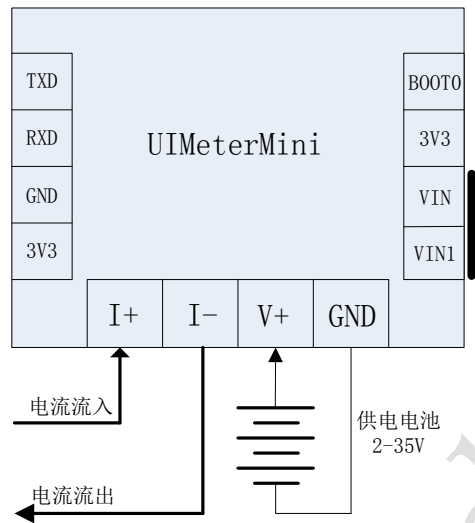 TXD
RXD
GND
3V3
UIMeterMini
BOOT0
3V3
VIN
VIN1
I+
I-
V+
GND
电流流入
供电电池
2-35V
电流流出